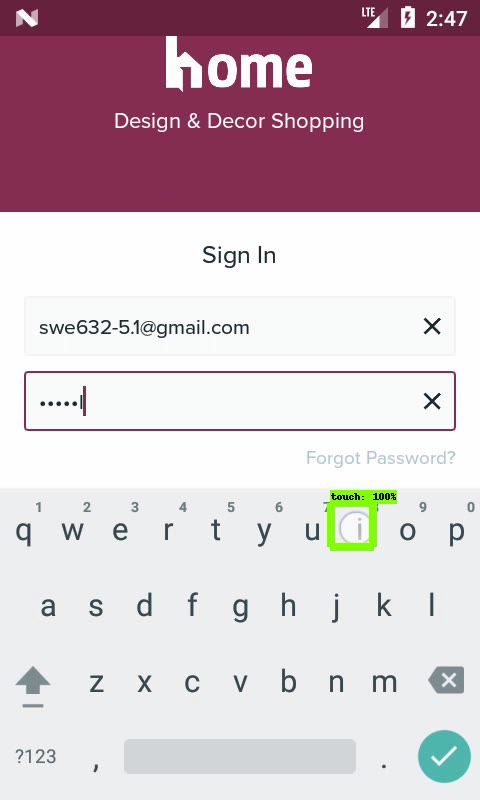 LTE 2:47
home
Design & Decor Shopping
Sign In
swe632-5.1@gmail.com
•••••l
Forgot Password?
touch: 100%
1 2 3 4 5 6 7 9 0
q w e r t y u i o p
a s d f g h j k l
z x c v b n m
?123 , .